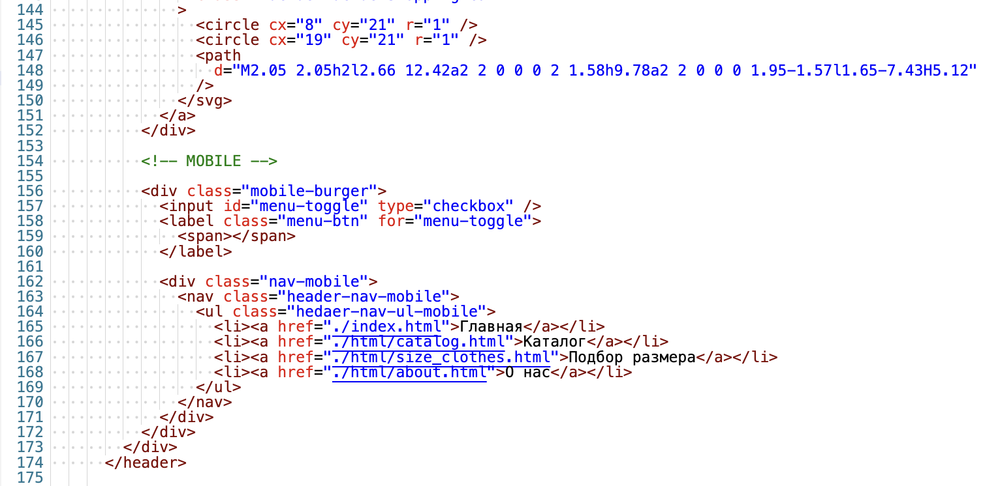 144 >
145 <circle cx="8" cy="21" r="1" />
146 <circle cx="19" cy="21" r="1" />
147 <path
148 d="M2.05 2.05h2l2.66 12.42a2 2 0 0 0 2 1.58h9.78a2 2 0 0 0 1.95-1.57l1.65-7.43H5.12"
149 />
150 </svg>
151 </a>
152 </div>
153
154 <!-- MOBILE -->
155
156 <div class="mobile-burger">
157 <input id="menu-toggle" type="checkbox" />
158 <label class="menu-btn" for="menu-toggle">
159 <span></span>
160 </label>
161
162 <div class="nav-mobile">
163 <nav class="header-nav-mobile">
164 <ul class="hedaer-nav-ul-mobile">
165 <li><a href="./index.html">Главная</a></li>
166 <li><a href="./html/catalog.html">Каталог</a></li>
167 <li><a href="./html/size_clothes.html">Подбор размера</a></li>
168 <li><a href="./html/about.html">О нас</a></li>
169 </ul>
170 </nav>
171 </div>
172 </div>
173 </div>
174 </header>
175